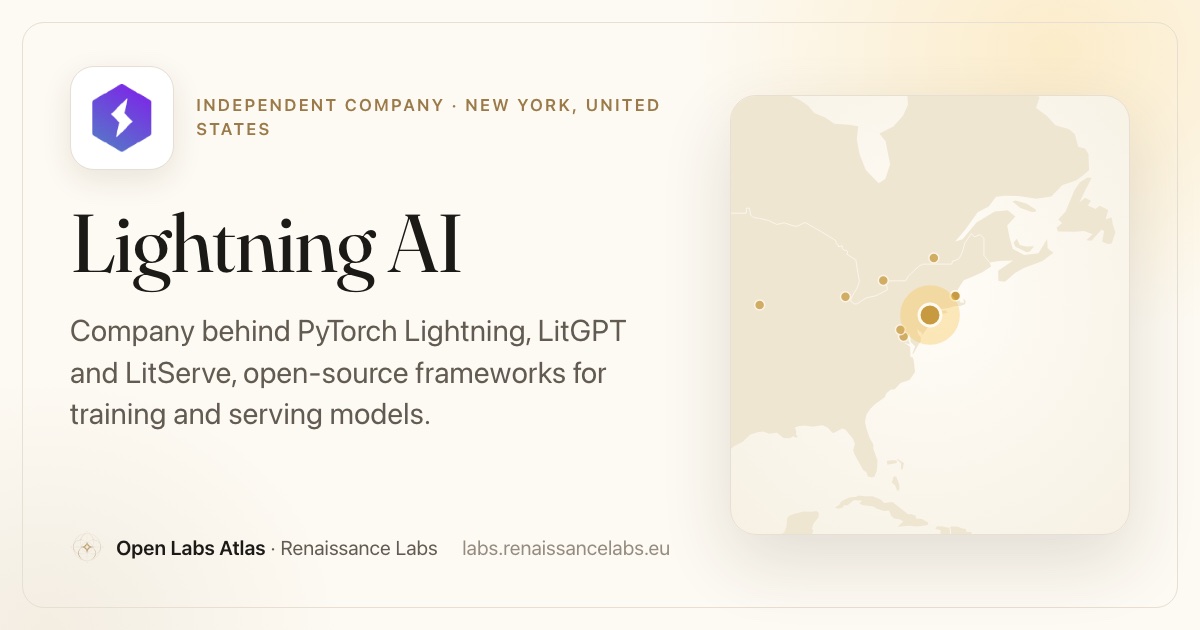 INDEPENDENT COMPANY · NEW YORK, UNITED
STATES
Lightning AI
Company behind PyTorch Lightning, LitGPT
and LitServe, open-source frameworks for
training and serving models.
Open Labs Atlas · Renaissance Labs labs.renaissancelabs.eu